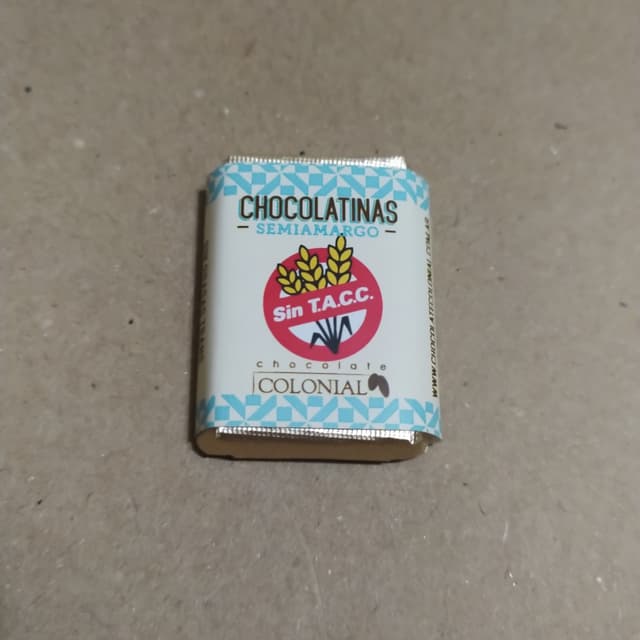 CHOCOLATINAS
SEMIAMARGO
Sin T.A.C.C.
chocolate
COLONIAL